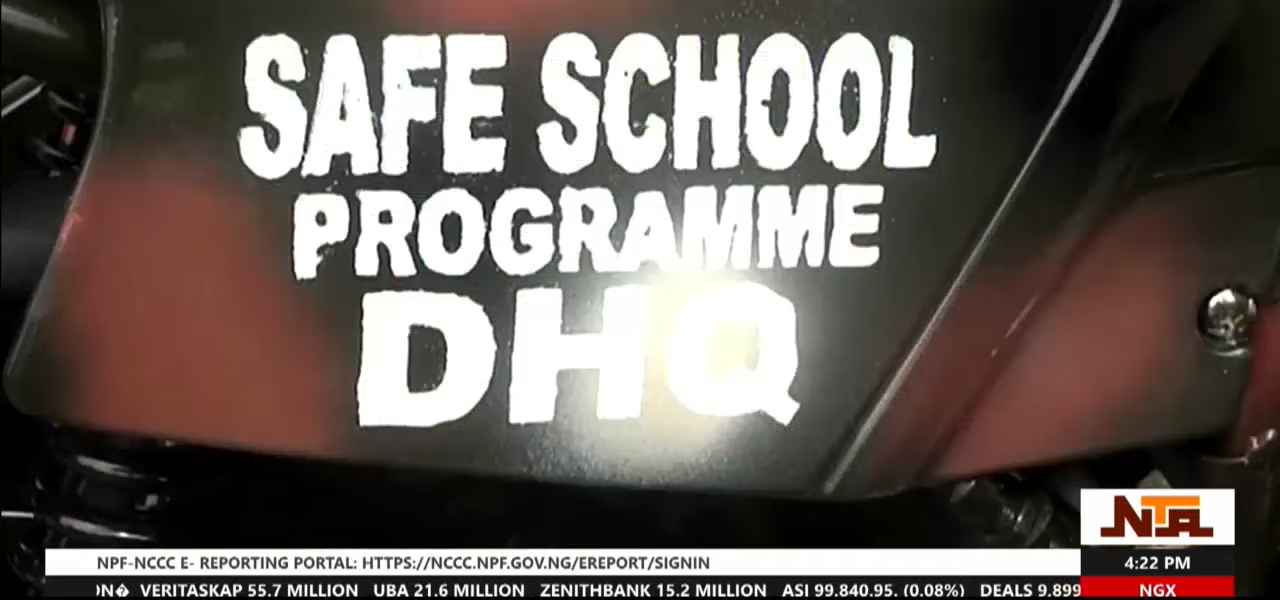 SAFE SCHOOL
PROGRAMME
DHQ
NTA
NPF-NCCC E- REPORTING PORTAL: HTTPS://NCCC.NPF.GOV.NG/EREPORT/SIGNIN
4:22 PM
VERITASKAP 55.7 MILLION UBA 21.6 MILLION ZENITHBANK 15.2 MILLION ASI 99.840.95. (0.08%) DEALS 9.899
NGX